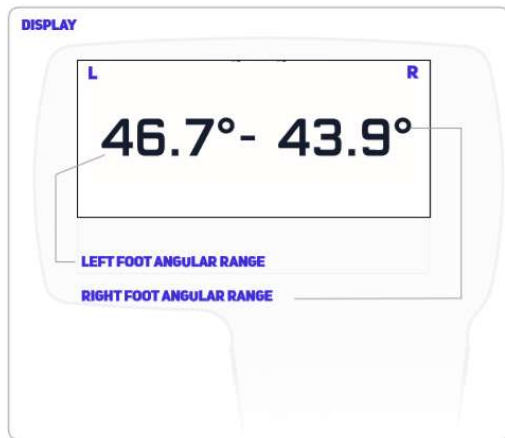 DISPLAY
L R
46.7°- 43.9°
LEFT FOOT ANGULAR RANGE
RIGHT FOOT ANGULAR RANGE